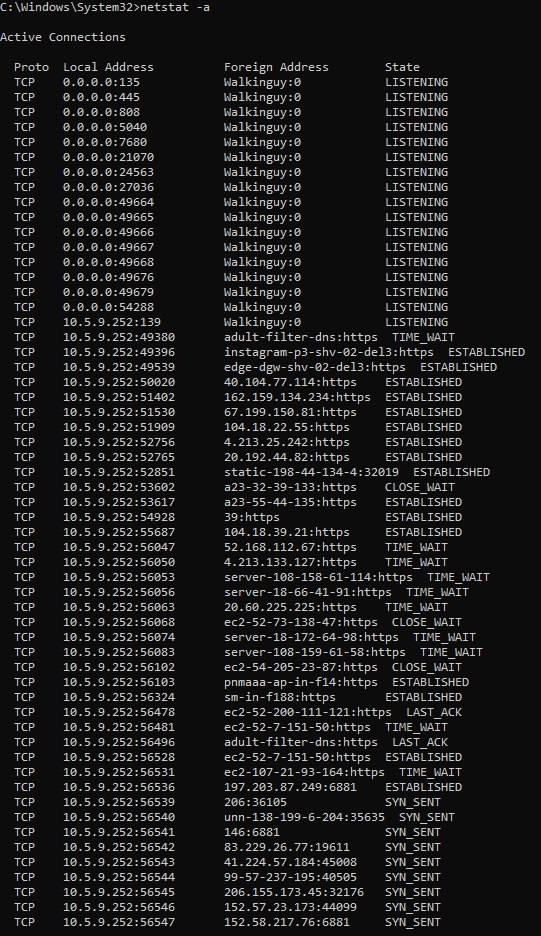 C:\Windows\System32>netstat -a
Active Connections
Proto  Local Address          Foreign Address        State
TCP    0.0.0.0:135            Walkinguy:0            LISTENING
TCP    0.0.0.0:445            Walkinguy:0            LISTENING
TCP    0.0.0.0:808            Walkinguy:0            LISTENING
TCP    0.0.0.0:5040           Walkinguy:0            LISTENING
TCP    0.0.0.0:7680           Walkinguy:0            LISTENING
TCP    0.0.0.0:21070          Walkinguy:0            LISTENING
TCP    0.0.0.0:24563          Walkinguy:0            LISTENING
TCP    0.0.0.0:27036          Walkinguy:0            LISTENING
TCP    0.0.0.0:49664          Walkinguy:0            LISTENING
TCP    0.0.0.0:49665          Walkinguy:0            LISTENING
TCP    0.0.0.0:49666          Walkinguy:0            LISTENING
TCP    0.0.0.0:49667          Walkinguy:0            LISTENING
TCP    0.0.0.0:49668          Walkinguy:0            LISTENING
TCP    0.0.0.0:49676          Walkinguy:0            LISTENING
TCP    0.0.0.0:49679          Walkinguy:0            LISTENING
TCP    0.0.0.0:54288          Walkinguy:0            LISTENING
TCP    10.5.9.252:139         Walkinguy:0            LISTENING
TCP    10.5.9.252:49380       adult-filter-dns:https  TIME_WAIT
TCP    10.5.9.252:49396       instagram-p3-shv-02-del3:https  ESTABLISHED
TCP    10.5.9.252:49539       edge-dgw-shv-02-del3:https  ESTABLISHED
TCP    10.5.9.252:50020       40.104.77.114:https    ESTABLISHED
TCP    10.5.9.252:51402       162.159.134.234:https  ESTABLISHED
TCP    10.5.9.252:51530       67.199.150.81:https    ESTABLISHED
TCP    10.5.9.252:51909       104.18.22.55:https     ESTABLISHED
TCP    10.5.9.252:52756       4.213.25.242:https     ESTABLISHED
TCP    10.5.9.252:52765       20.192.44.82:https     ESTABLISHED
TCP    10.5.9.252:52851       static-198-44-134-4:32019  ESTABLISHED
TCP    10.5.9.252:53602       a23-32-39-133:https    CLOSE_WAIT
TCP    10.5.9.252:53617       a23-55-44-135:https    ESTABLISHED
TCP    10.5.9.252:54928       39:https               ESTABLISHED
TCP    10.5.9.252:55687       104.18.39.21:https     ESTABLISHED
TCP    10.5.9.252:56047       52.168.112.67:https    TIME_WAIT
TCP    10.5.9.252:56050       4.213.133.127:https    TIME_WAIT
TCP    10.5.9.252:56053       server-108-158-61-114:https  TIME_WAIT
TCP    10.5.9.252:56056       server-18-66-41-91:https  TIME_WAIT
TCP    10.5.9.252:56063       20.60.225.225:https    TIME_WAIT
TCP    10.5.9.252:56068       ec2-52-73-138-47:https  CLOSE_WAIT
TCP    10.5.9.252:56074       server-18-172-64-98:https  TIME_WAIT
TCP    10.5.9.252:56083       server-108-159-61-58:https  TIME_WAIT
TCP    10.5.9.252:56102       ec2-54-205-23-87:https  CLOSE_WAIT
TCP    10.5.9.252:56103       pnmaaa-ap-in-f14:https  ESTABLISHED
TCP    10.5.9.252:56324       sm-in-f188:https       ESTABLISHED
TCP    10.5.9.252:56478       ec2-52-200-111-121:https  LAST_ACK
TCP    10.5.9.252:56481       ec2-52-7-151-50:https  TIME_WAIT
TCP    10.5.9.252:56496       adult-filter-dns:https  LAST_ACK
TCP    10.5.9.252:56528       ec2-52-7-151-50:https  ESTABLISHED
TCP    10.5.9.252:56531       ec2-107-21-93-164:https  TIME_WAIT
TCP    10.5.9.252:56536       197.203.87.249:6881    ESTABLISHED
TCP    10.5.9.252:56539       206:36105              SYN_SENT
TCP    10.5.9.252:56540       unn-138-199-6-204:35635  SYN_SENT
TCP    10.5.9.252:56541       146:6881               SYN_SENT
TCP    10.5.9.252:56542       83.229.26.77:19611     SYN_SENT
TCP    10.5.9.252:56543       41.224.57.184:45008    SYN_SENT
TCP    10.5.9.252:56544       99-57-237-195:40505    SYN_SENT
TCP    10.5.9.252:56545       206.155.173.45:32176   SYN_SENT
TCP    10.5.9.252:56546       152.57.23.173:44099    SYN_SENT
TCP    10.5.9.252:56547       152.58.217.76:6881     SYN_SENT